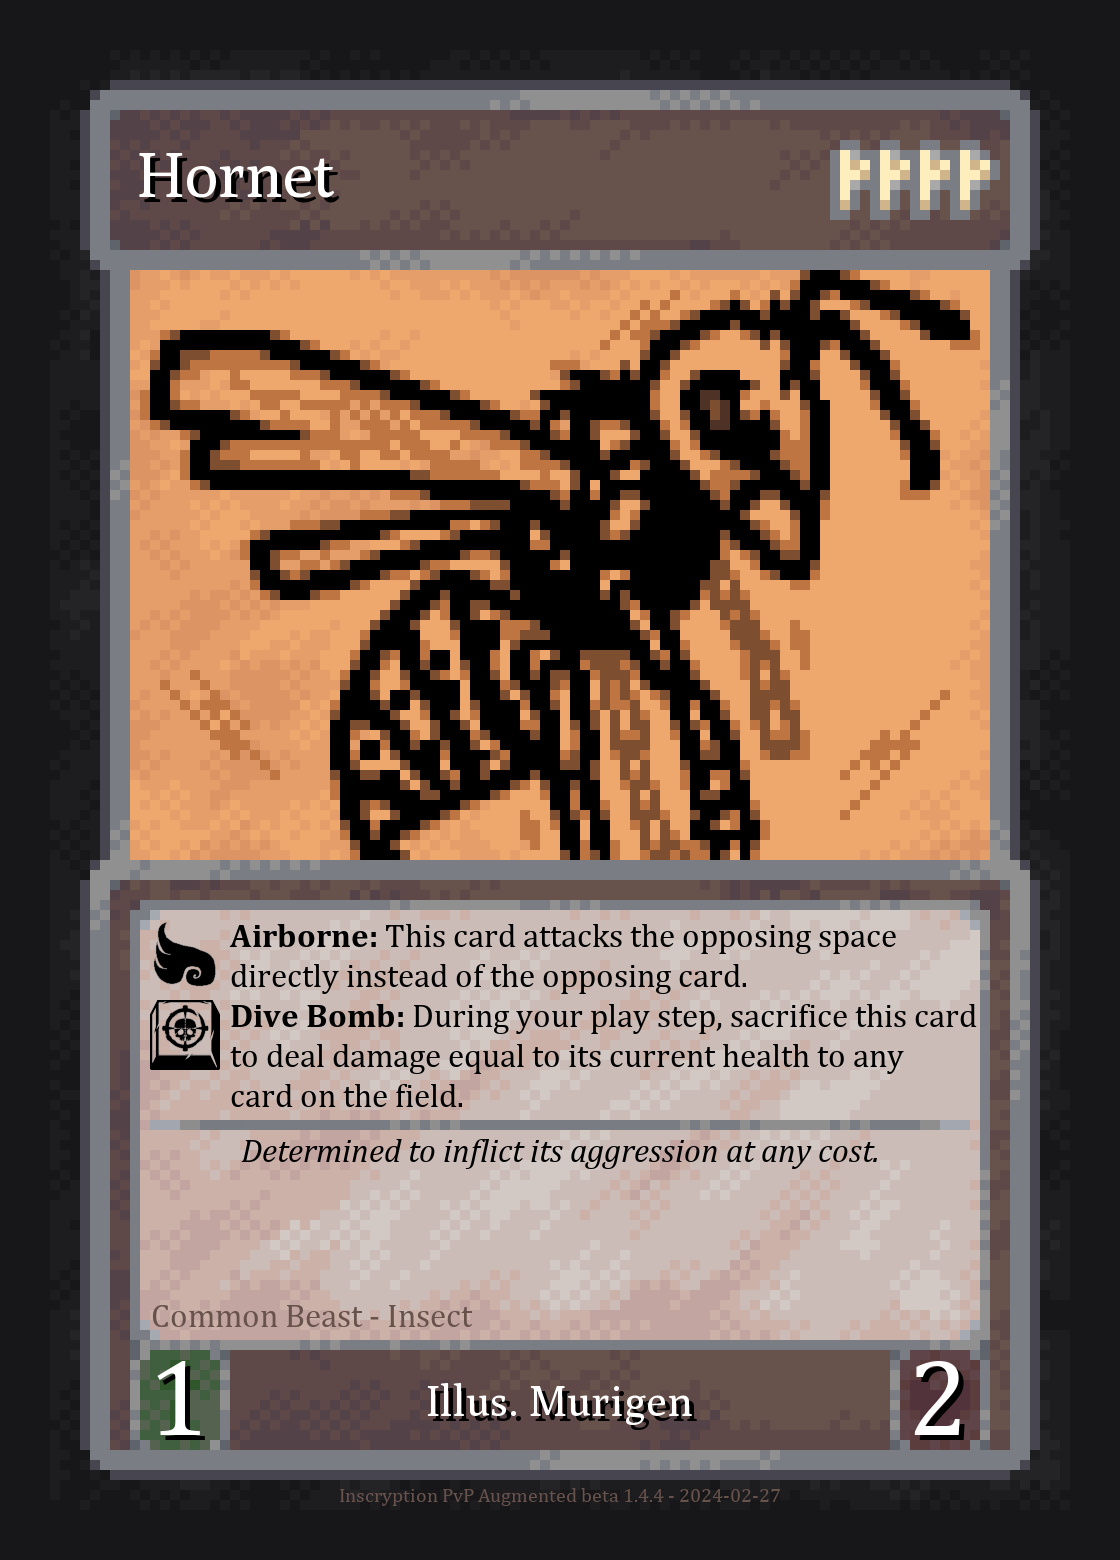 Hornet
Airborne: This card attacks the opposing space
directly instead of the opposing card.
Dive Bomb: During your play step, sacrifice this card
to deal damage equal to its current health to any
card on the field.
Determined to inflict its aggression at any cost.
Common Beast - Insect
1
Illus. Murigen
2
Inscryption PvP Augmented beta 1.4.4 - 2024-02-27